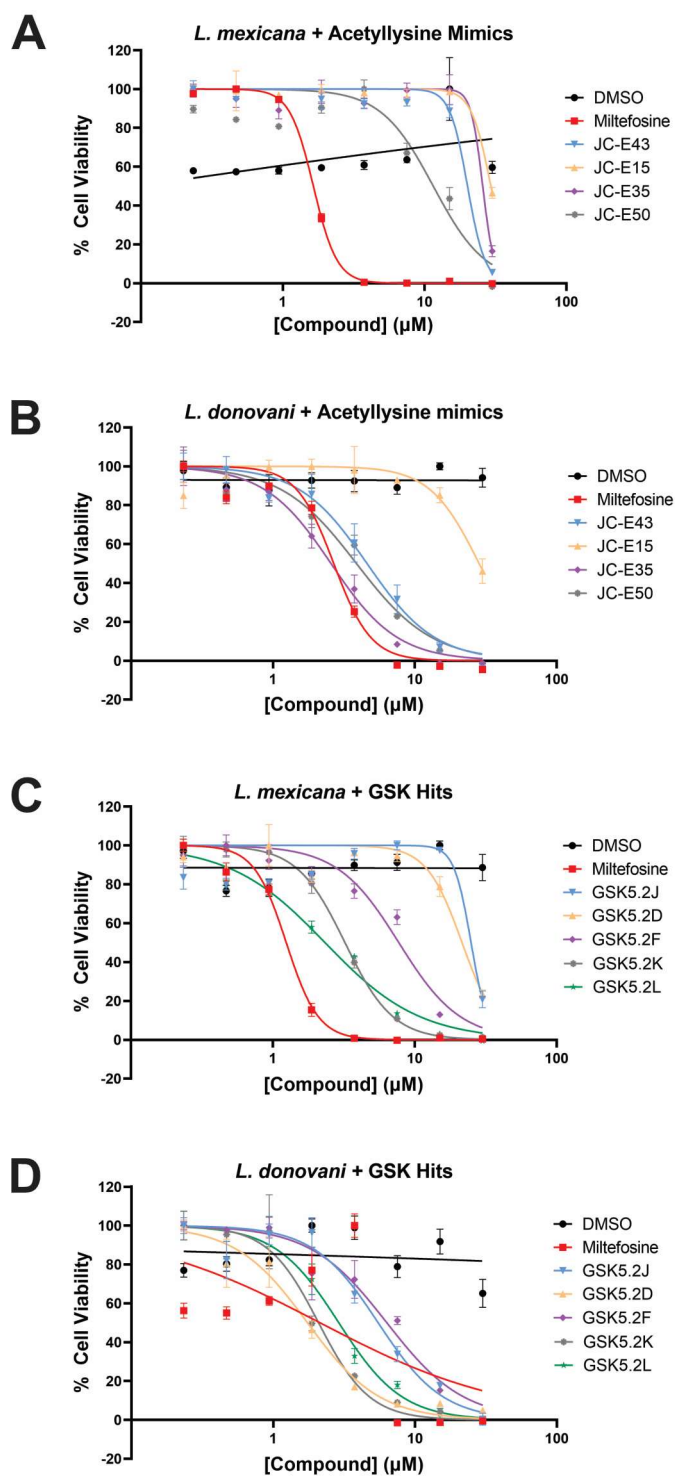 A
L. mexicana + Acetyllysine Mimics
120
100
80
60
40
20
0
-20
% Cell Viability
1
10
100
[Compound] (µM)
DMSO
Miltefosine
JC-E43
JC-E15
JC-E35
JC-E50
B
L. donovani + Acetyllysine mimics
120
100
80
60
40
20
0
-20
% Cell Viability
1
10
100
[Compound] (µM)
DMSO
Miltefosine
JC-E43
JC-E15
JC-E35
JC-E50
C
L. mexicana + GSK Hits
120
100
80
60
40
20
0
-20
% Cell Viability
1
10
100
[Compound] (µM)
DMSO
Miltefosine
GSK5.2J
GSK5.2D
GSK5.2F
GSK5.2K
GSK5.2L
D
L. donovani + GSK Hits
120
100
80
60
40
20
0
-20
% Cell Viability
1
10
100
[Compound] (µM)
DMSO
Miltefosine
GSK5.2J
GSK5.2D
GSK5.2F
GSK5.2K
GSK5.2L